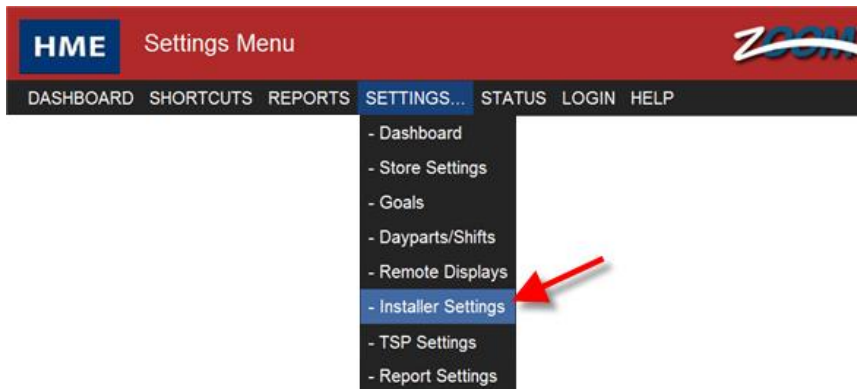 HME Settings Menu ZOOM
DASHBOARD SHORTCUTS REPORTS SETTINGS... STATUS LOGIN HELP
- Dashboard
- Store Settings
- Goals
- Dayparts/Shifts
- Remote Displays
- Installer Settings
- TSP Settings
- Report Settings